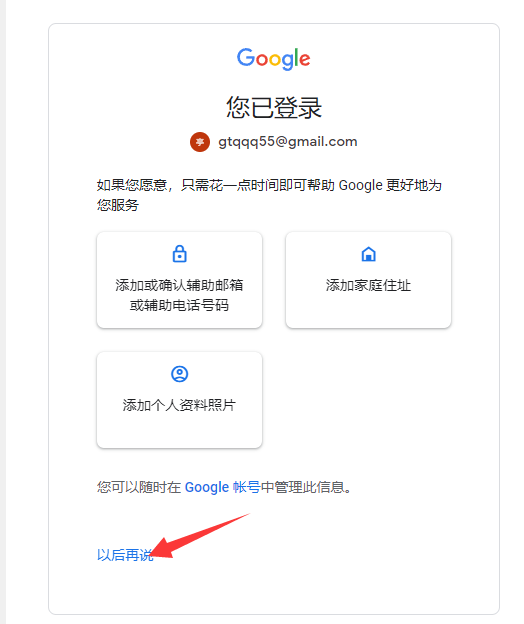 Google
您已登录
亭 gtqqq55@gmail.com
如果您愿意，只需花一点时间即可帮助 Google 更好地为
您服务
添加或确认辅助邮箱
或辅助电话号码
添加家庭住址
添加个人资料照片
您可以随时在 Google 帐号中管理此信息。
以后再说